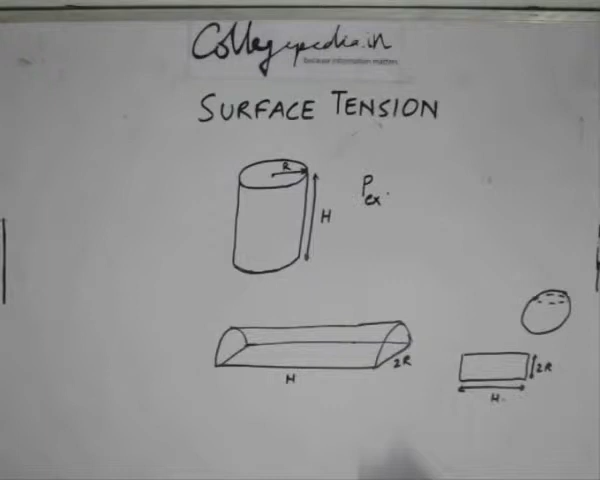 Collegepedia.in
because information matters
SURFACE TENSION
R
H
Pex.
2R
H
2R
H.